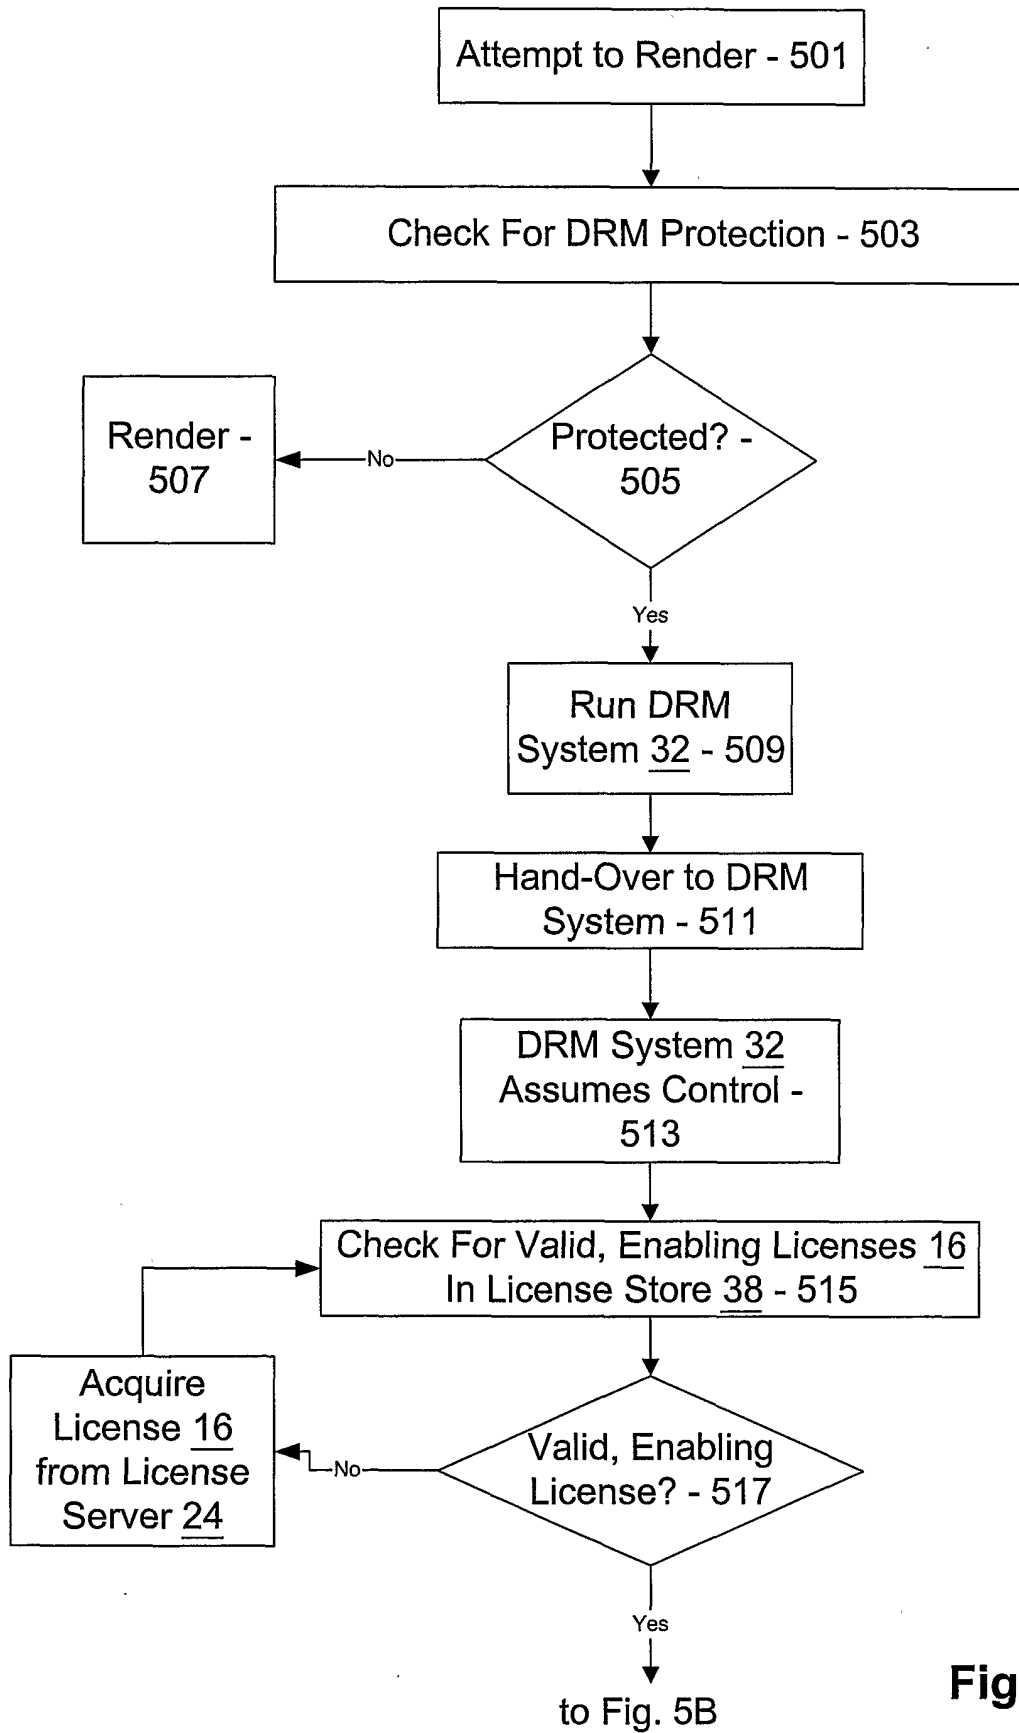 Attempt to Render - 501
Check For DRM Protection - 503
Protected? -
505
No
Render -
507
Yes
Run DRM
System 32 - 509
Hand-Over to DRM
System - 511
DRM System 32
Assumes Control -
513
Check For Valid, Enabling Licenses 16
In License Store 38 - 515
Valid, Enabling
License? - 517
No
Acquire
License 16
from License
Server 24
Yes
to Fig. 5B
Fig